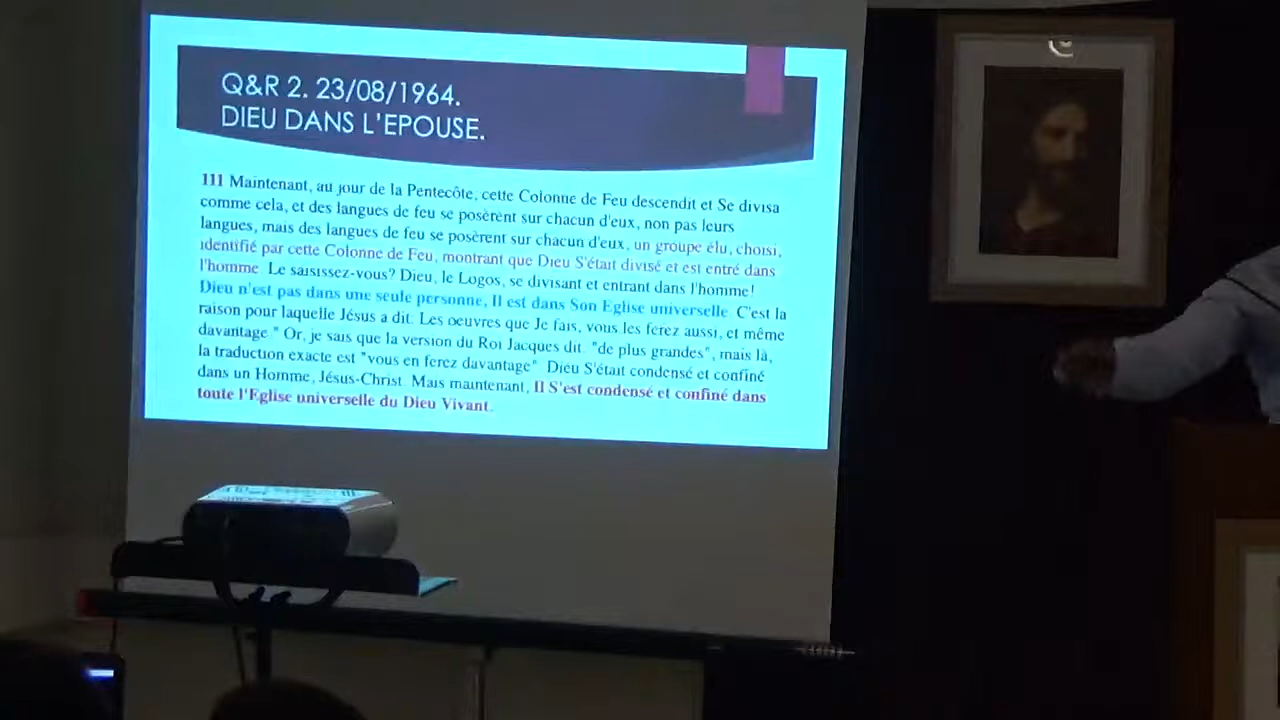 Q&R 2. 23/08/1964.
DIEU DANS L'EPOUSE.
111 Maintenant, au jour de la Pentecôte, cette Colonne de Feu descendit et Se divisa
comme cela, et des langues de feu se posèrent sur chacun d'eux, non pas leurs
langues, mais des langues de feu se posèrent sur chacun d'eux, un groupe élu, choisi,
identifié par cette Colonne de Feu, montrant que Dieu S'était divisé et est entré dans
l'homme. Le saisissez-vous? Dieu, le Logos, se divisant et entrant dans l'homme!
Dieu n'est pas dans une seule personne, Il est dans Son Eglise universelle. C'est la
raison pour laquelle Jésus a dit: Les oeuvres que Je fais, vous les ferez aussi, et même
davantage." Or, je sais que la version du Roi Jacques dit: "de plus grandes", mais là,
la traduction exacte est "vous en ferez davantage". Dieu S'était condensé et confiné
dans un Homme, Jésus-Christ. Mais maintenant, Il S'est condensé et confiné dans
toute l'Eglise universelle du Dieu Vivant.